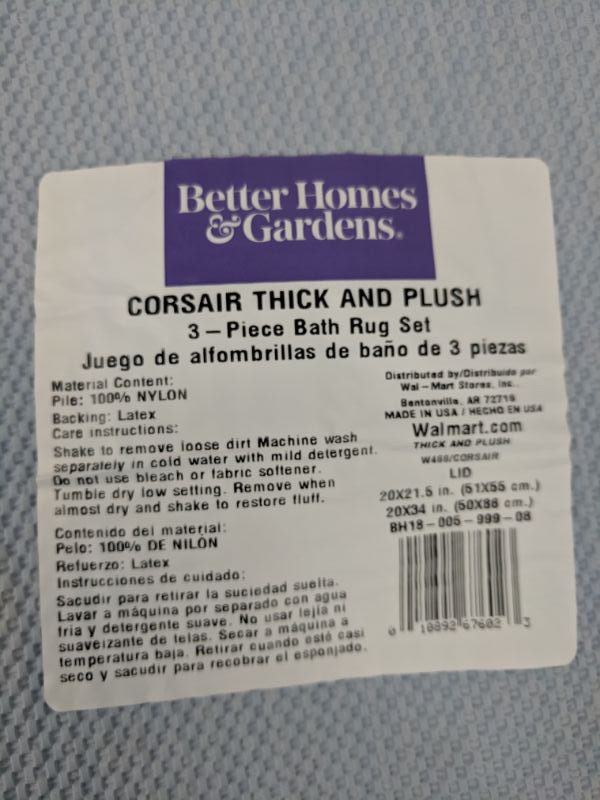 Better Homes
& Gardens®
CORSAIR THICK AND PLUSH
3 – Piece Bath Rug Set
Juego de alfombrillas de baño de 3 piezas
Material Content:
Pile: 100% NYLON
Backing: Latex
Care instructions:
Shake to remove loose dirt Machine wash
separately in cold water with mild detergent.
Do not use bleach or fabric softener.
Tumble dry low setting. Remove when
almost dry and shake to restore fluff.
Contenido del material:
Pelo: 100% DE NILÓN
Refuerzo: Latex
Instrucciones de cuidado:
Sacudir para retirar la suciedad suelta.
Lavar a máquina por separado con agua
fria y detergente suave. No usar lejía ni
suaveizante de telas. Secar a máquina a
temperatura baja. Retirar cuando esté casi
seco y sacudir para recobrar el esponjado.
Distributed by/Distribuido por
Wal – Mart Stores, Inc.,
Bentonville, AR 72716
MADE IN USA / HECHO EN USA
Walmart.com
THICK AND PLUSH
W488/CORSAIR
LID
20X21.5 in. (51X55 cm.)
20X34 in. (50X86 cm.)
BH18 – 005 – 999 – 08
0 10892 67602 3